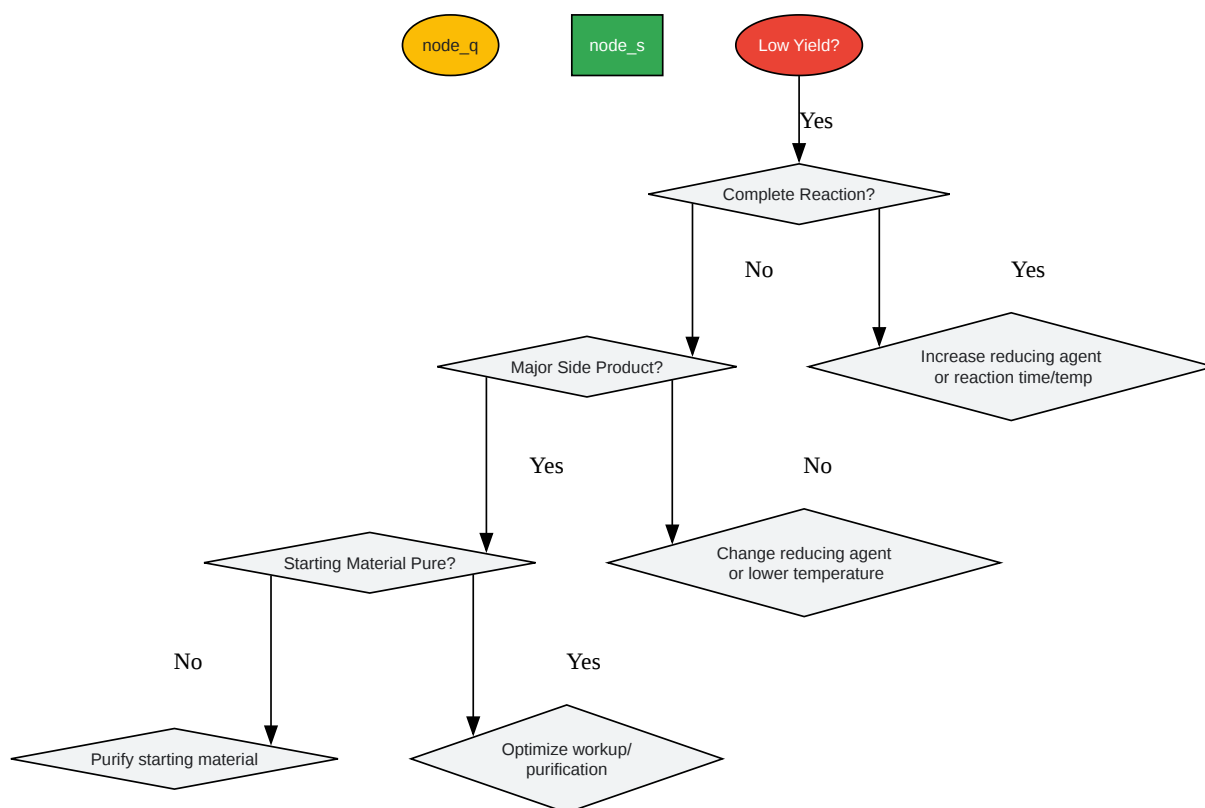 node_q
node_s
Low Yield?
Yes
Complete Reaction?
No
Yes
Major Side Product?
Increase reducing agent
or reaction time/temp
Yes
No
Starting Material Pure?
Change reducing agent
or lower temperature
No
Yes
Purify starting material
Optimize workup/
purification